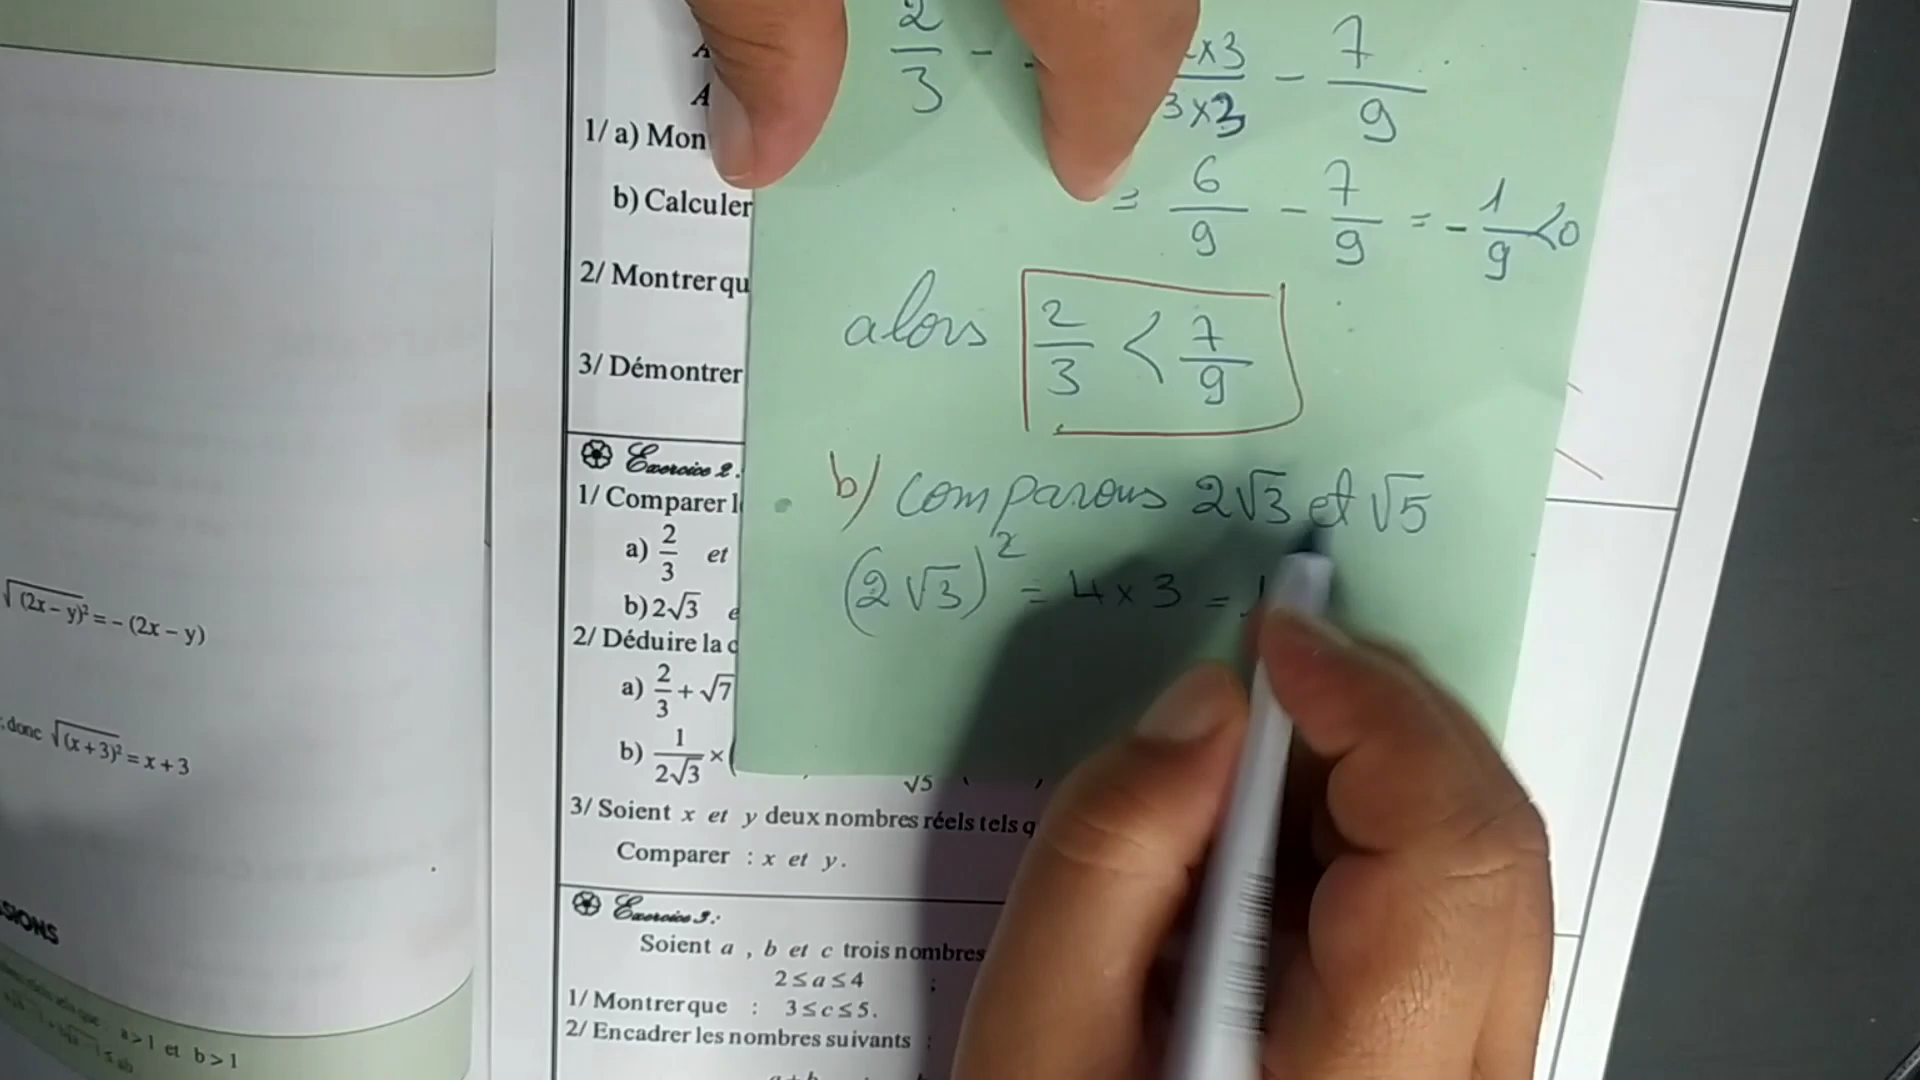 √(2x – y)² = – (2x – y)
donc √(x + 3)² = x + 3
SIONS
a > 1 et b > 1
A
A
1/ a) Mon
b) Calculer
2/ Montrer qu
3/ Démontrer
Exercice 2 :
1/ Comparer l
a) 2/3 et
b) 2√3 e
2/ Déduire la c
a) 2/3 + √7
b) 1/2√3 × (
√5
3/ Soient x et y deux nombres réels tels q
Comparer : x et y.
Exercice 3 :
Soient a , b et c trois nombres
2 ≤ a ≤ 4 ;
1/ Montrer que : 3 ≤ c ≤ 5.
2/ Encadrer les nombres suivants :
a + b
2/3 - ×3/3×3 - 7/9
= 6/9 - 7/9 = - 1/9 < 0
alors 2/3 < 7/9
b) Comparons 2√3 et √5
(2√3)² = 4 × 3 = 1